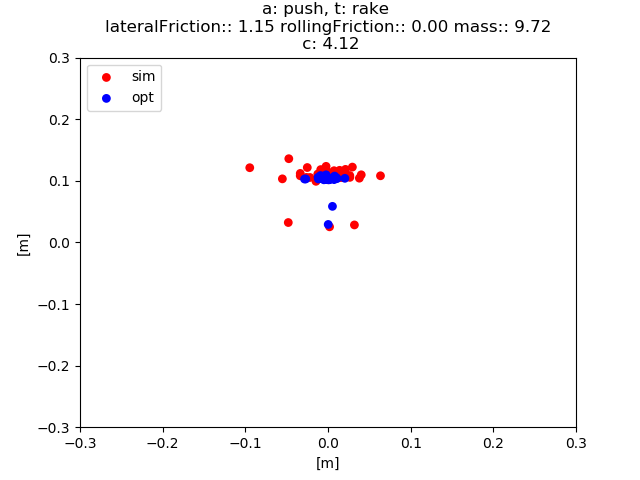 a: push, t: rake
lateralFriction:: 1.15 rollingFriction:: 0.00 mass:: 9.72
c: 4.12
sim
opt
0.3
0.2
0.1
0.0
−0.1
−0.2
−0.3
[m]
−0.3 −0.2 −0.1 0.0 0.1 0.2 0.3
[m]